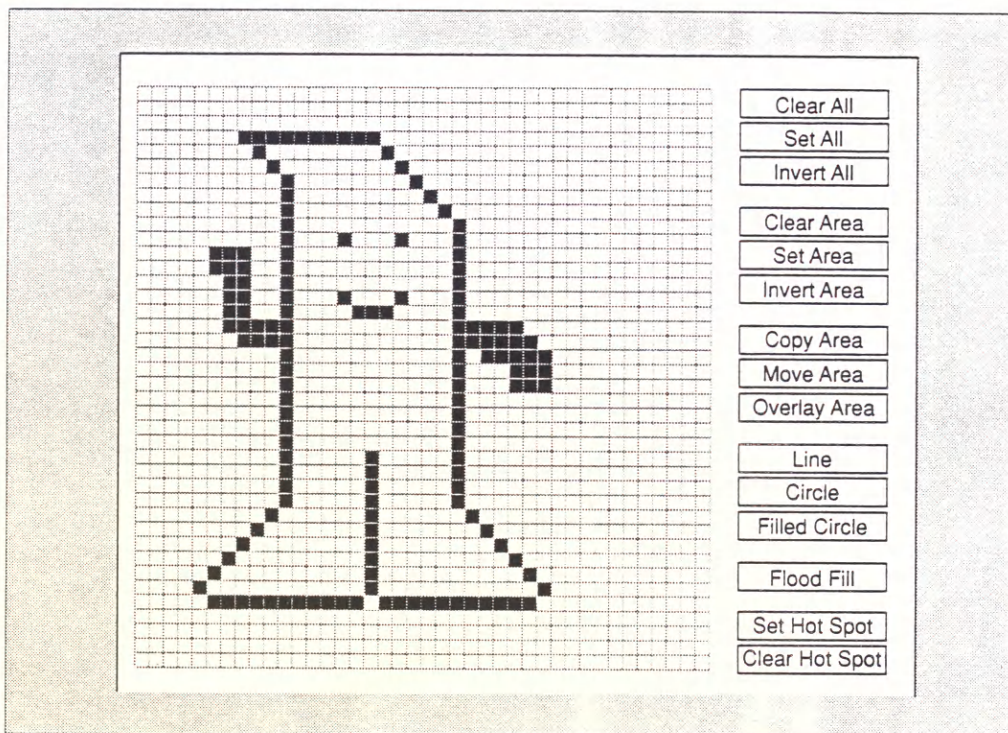 Clear All
Set All
Invert All
Clear Area
Set Area
Invert Area
Copy Area
Move Area
Overlay Area
Line
Circle
Filled Circle
Flood Fill
Set Hot Spot
Clear Hot Spot